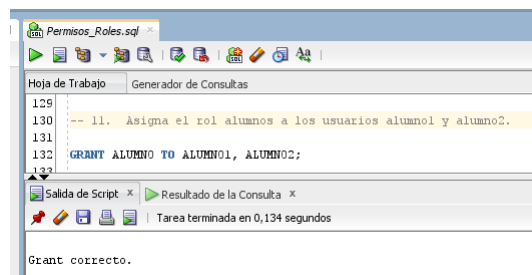 Permisos_Roles.sql
Hoja de Trabajo Generador de Consultas
129
130 -- 11. Asigna el rol alumnos a los usuarios alumno1 y alumno2.
131
132 GRANT ALUMNO TO ALUMNO1, ALUMNO2;
133
Salida de Script x Resultado de la Consulta x
Tarea terminada en 0,134 segundos
Grant correcto.